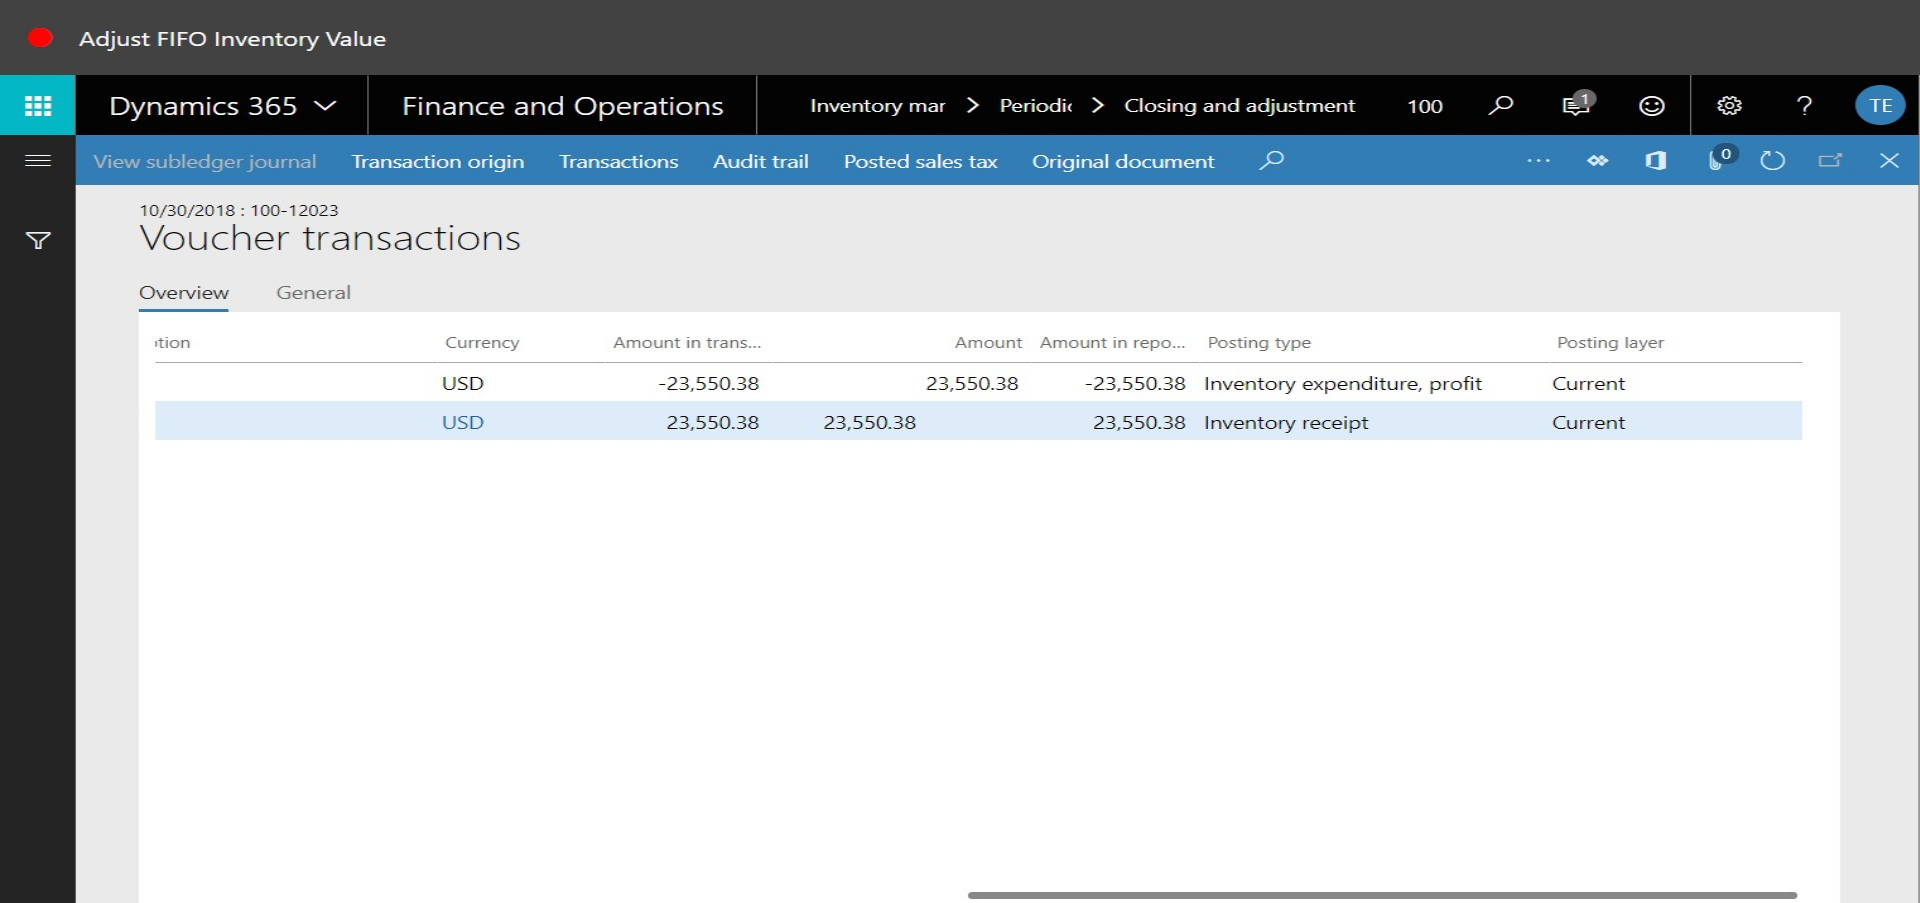 Adjust FIFO Inventory Value
Dynamics 365 Finance and Operations Inventory mar > Periodic > Closing and adjustment 100 1 ? TE
View subledger journal Transaction origin Transactions Audit trail Posted sales tax Original document ... 0
10/30/2018 : 100-12023
Voucher transactions
Overview General
tion Currency Amount in trans... Amount Amount in repo... Posting type Posting layer
USD -23,550.38 23,550.38 -23,550.38 Inventory expenditure, profit Current
USD 23,550.38 23,550.38 23,550.38 Inventory receipt Current